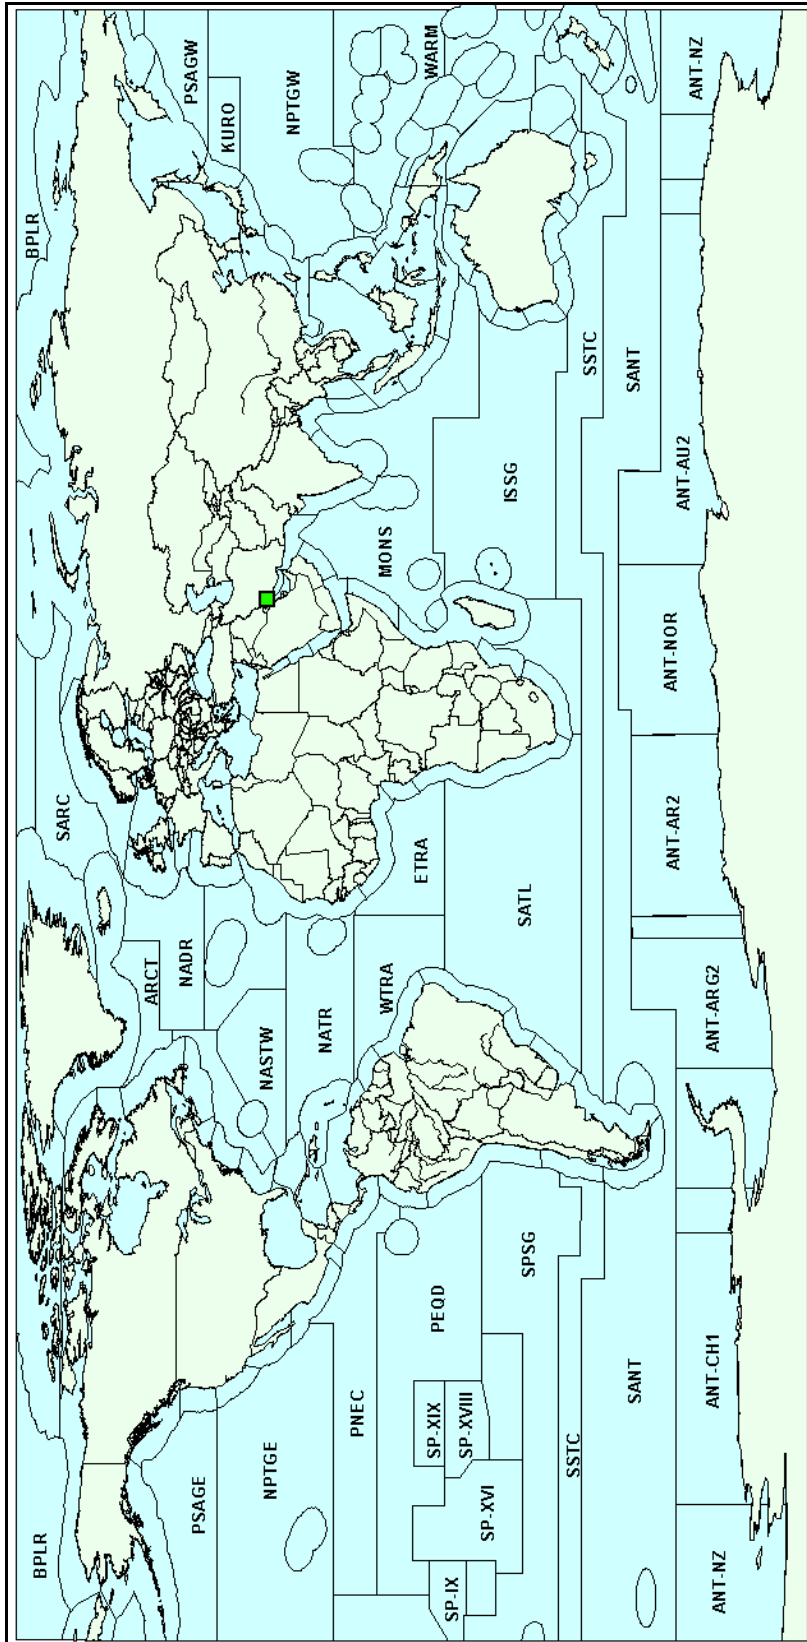 BPLR
BPLR
SARC
PSAGE
ARCT
NADR
PSAGW
KURO
NPTGE
NASTW
NPTGW
NATR
PNEC
WTRA
ETRA
MONS
WARM
PEQD
SP-XIX
SP-IX
SP-XVIII
SP-XVI
SPSG
SATL
ISSG
SSTC
SSTC
SANT
SANT
ANT-NZ
ANT-CH1
ANT-ARG2
ANT-AR2
ANT-NOR
ANT-AU2
ANT-NZ